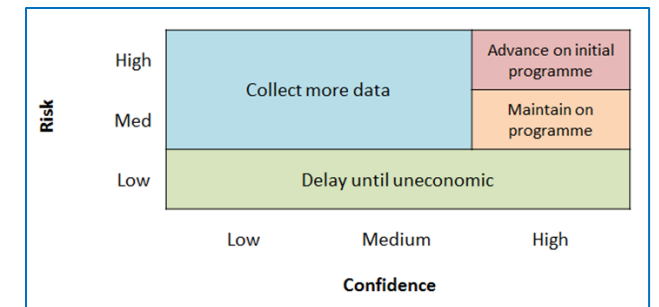 High
Advance on initial
programme
Collect more data
Risk
Med
Maintain on
programme
Low
Delay until uneconomic
Low
Medium
High
Confidence